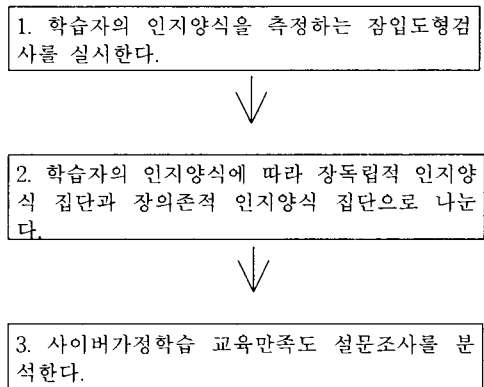 1. 학습자의 인지양식을 측정하는 잠입도형검
사를 실시한다.
2. 학습자의 인지양식에 따라 장독립적 인지양
식 집단과 장의존적 인지양식 집단으로 나눈
다.
3. 사이버가정학습 교육만족도 설문조사를 분
석한다.